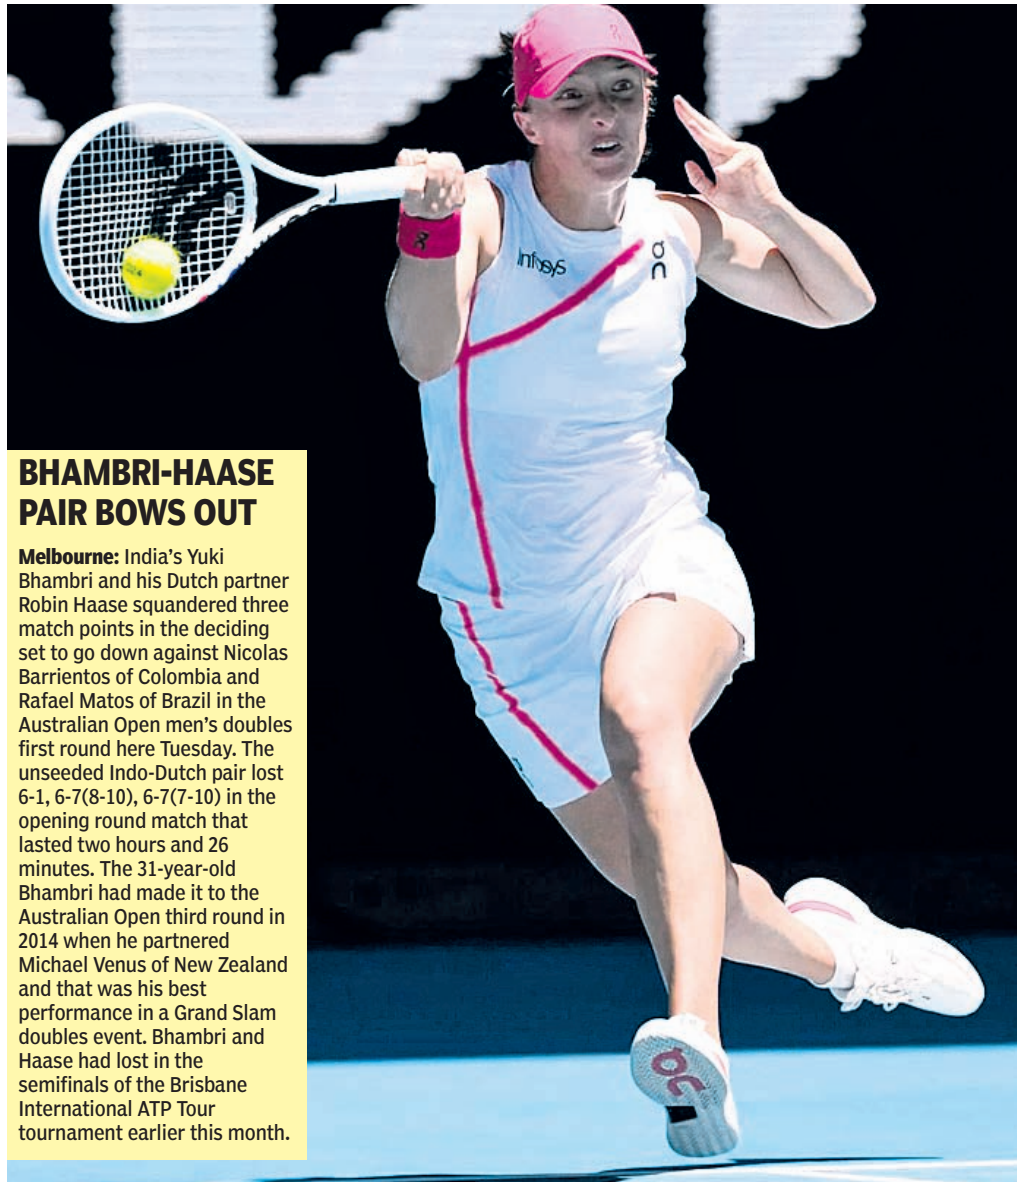 Infosys
on
BHAMBRI-HAASE
PAIR BOWS OUT
Melbourne: India's Yuki
Bhambri and his Dutch partner
Robin Haase squandered three
match points in the deciding
set to go down against Nicolas
Barrientos of Colombia and
Rafael Matos of Brazil in the
Australian Open men's doubles
first round here Tuesday. The
unseeded Indo-Dutch pair lost
6-1, 6-7(8-10), 6-7(7-10) in the
opening round match that
lasted two hours and 26
minutes. The 31-year-old
Bhambri had made it to the
Australian Open third round in
2014 when he partnered
Michael Venus of New Zealand
and that was his best
performance in a Grand Slam
doubles event. Bhambri and
Haase had lost in the
semifinals of the Brisbane
International ATP Tour
tournament earlier this month.